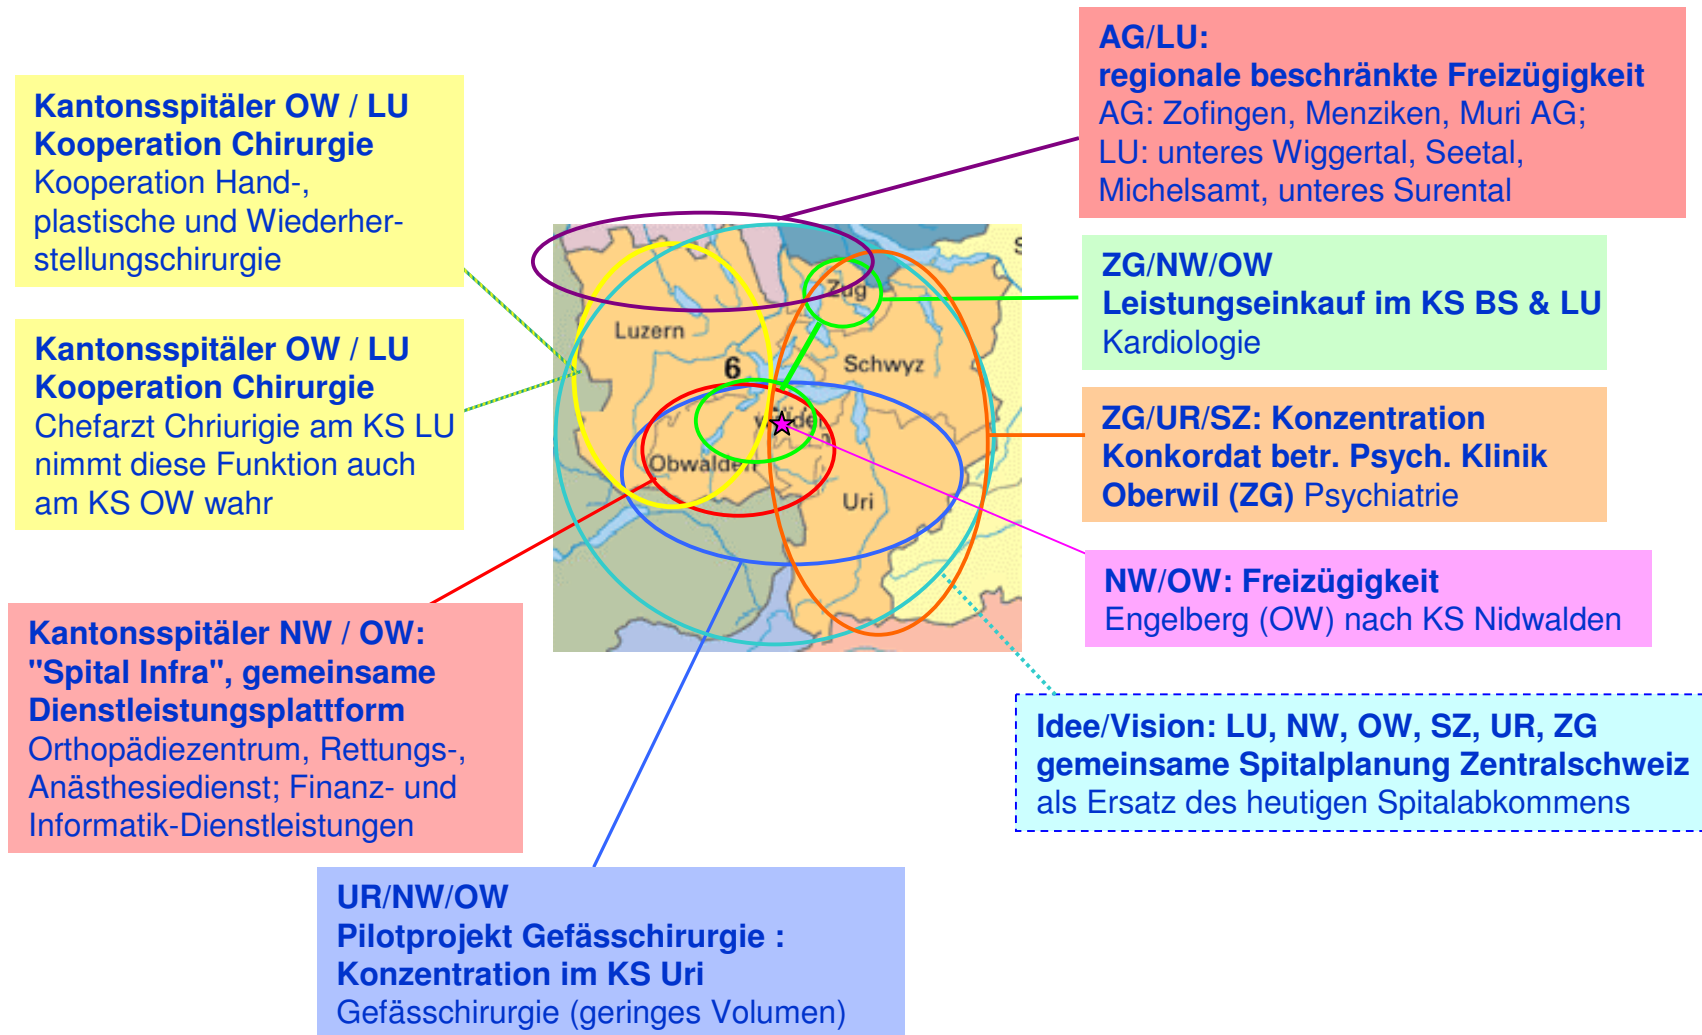 AG/LU:
regionale beschränkte Freizügigkeit
AG: Zofingen, Menziken, Muri AG;
LU: unteres Wiggertal, Seetal,
Michelsamt, unteres Surental
Kantonsspitäler OW / LU
Kooperation Chirurgie
Kooperation Hand-,
plastische und Wiederher-
stellungschirurgie
ZG/NW/OW
Leistungseinkauf im KS BS & LU
Kardiologie
Kantonsspitäler OW / LU
Kooperation Chirurgie
Chefarzt Chriurigie am KS LU
nimmt diese Funktion auch
am KS OW wahr
S
Zug
Luzern
6
Schwyz
Obwalden
Uri
ZG/UR/SZ: Konzentration
Konkordat betr. Psych. Klinik
Oberwil (ZG) Psychiatrie
NW/OW: Freizügigkeit
Engelberg (OW) nach KS Nidwalden
Kantonsspitäler NW / OW:
"Spital Infra", gemeinsame
Dienstleistungsplattform
Orthopädiezentrum, Rettungs-,
Anästhesiedienst; Finanz- und
Informatik-Dienstleistungen
Idee/Vision: LU, NW, OW, SZ, UR, ZG
gemeinsame Spitalplanung Zentralschweiz
als Ersatz des heutigen Spitalabkommens
UR/NW/OW
Pilotprojekt Gefässchirurgie :
Konzentration im KS Uri
Gefässchirurgie (geringes Volumen)